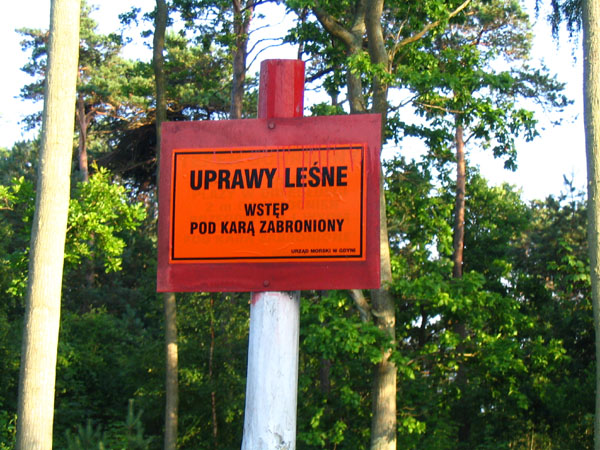 UPRAWY LEŚNE
WSTĘP
POD KARĄ ZABRONIONY
URZĄD MORSKI W GDYNI